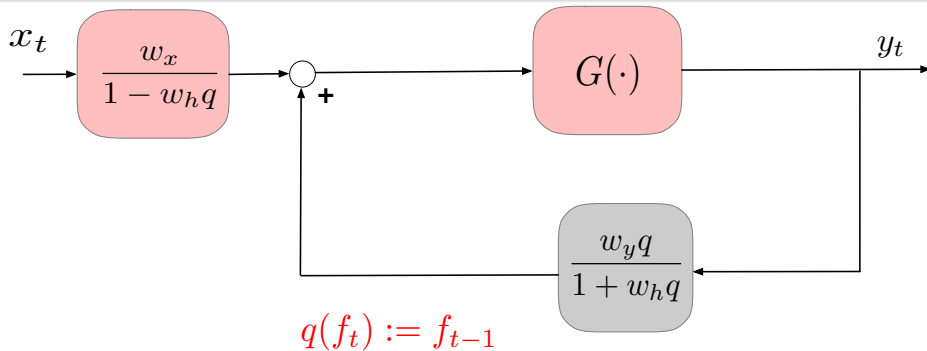 x_t
w_x
1 − w_h q
+
G(·)
y_t
w_y q
1 + w_h q
q(f_t) := f_{t−1}